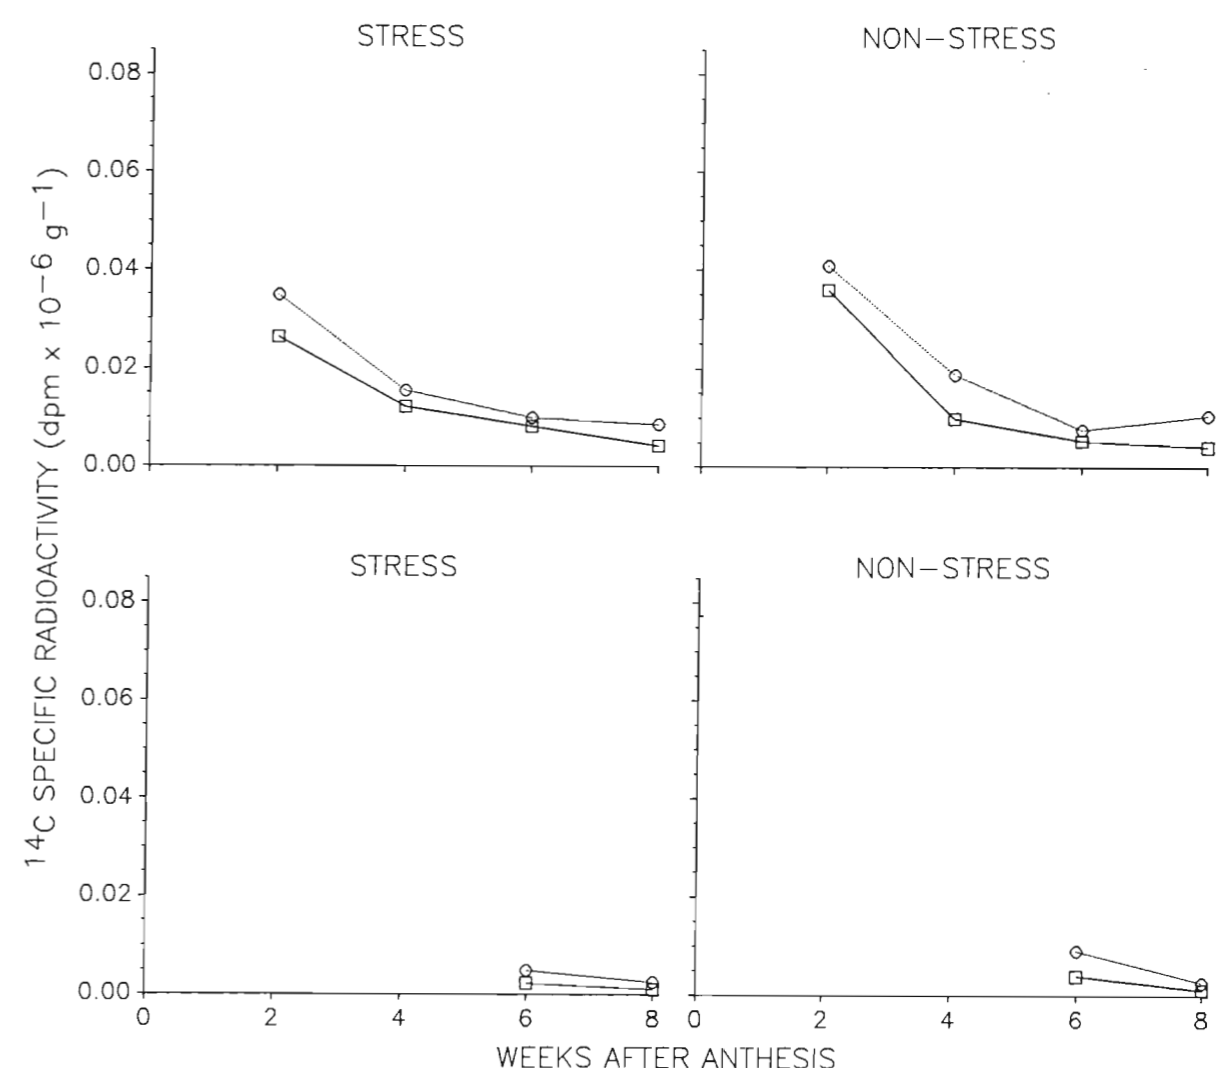 STRESS
NON-STRESS
0.08
0.06
0.04
0.02
0.00
14C SPECIFIC RADIOACTIVITY (dpm x 10-6 g-1)
STRESS
NON-STRESS
0.08
0.06
0.04
0.02
0.00
0 2 4 6 8 0 2 4 6 8
WEEKS AFTER ANTHESIS